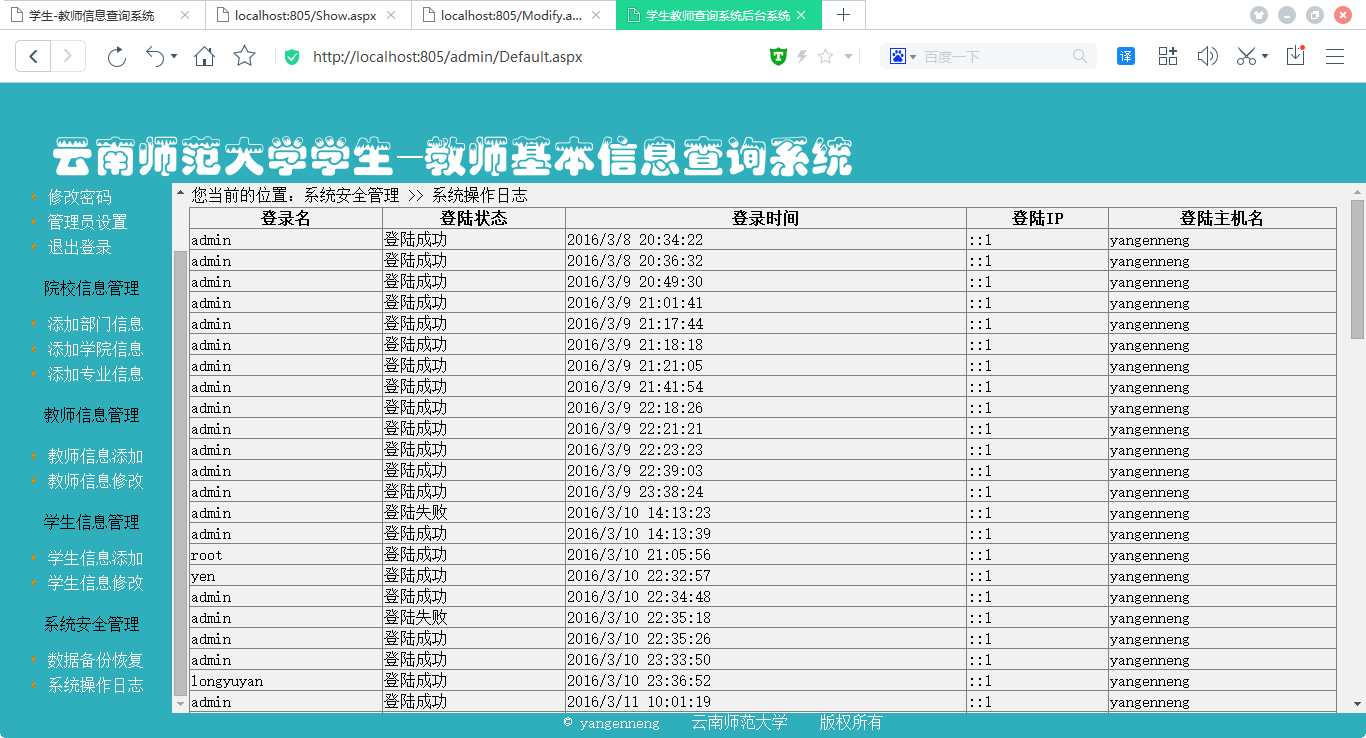 学生-教师信息查询系统
localhost:805/Show.aspx
localhost:805/Modify.a...
学生教师查询系统后台系统
http://localhost:805/admin/Default.aspx
百度一下
译
云南师范大学学生—教师基本信息查询系统
修改密码
管理员设置
退出登录
院校信息管理
添加部门信息
添加学院信息
添加专业信息
教师信息管理
教师信息添加
教师信息修改
学生信息管理
学生信息添加
学生信息修改
系统安全管理
数据备份恢复
系统操作日志
您当前的位置：系统安全管理 >> 系统操作日志
登录名 登陆状态 登录时间 登陆IP 登陆主机名
admin 登陆成功 2016/3/8 20:34:22 ::1 yangenneng
admin 登陆成功 2016/3/8 20:36:32 ::1 yangenneng
admin 登陆成功 2016/3/9 20:49:30 ::1 yangenneng
admin 登陆成功 2016/3/9 21:01:41 ::1 yangenneng
admin 登陆成功 2016/3/9 21:17:44 ::1 yangenneng
admin 登陆成功 2016/3/9 21:18:18 ::1 yangenneng
admin 登陆成功 2016/3/9 21:21:05 ::1 yangenneng
admin 登陆成功 2016/3/9 21:41:54 ::1 yangenneng
admin 登陆成功 2016/3/9 22:18:26 ::1 yangenneng
admin 登陆成功 2016/3/9 22:21:21 ::1 yangenneng
admin 登陆成功 2016/3/9 22:23:23 ::1 yangenneng
admin 登陆成功 2016/3/9 22:39:03 ::1 yangenneng
admin 登陆成功 2016/3/9 23:38:24 ::1 yangenneng
admin 登陆失败 2016/3/10 14:13:23 ::1 yangenneng
admin 登陆成功 2016/3/10 14:13:39 ::1 yangenneng
root 登陆成功 2016/3/10 21:05:56 ::1 yangenneng
yen 登陆成功 2016/3/10 22:32:57 ::1 yangenneng
admin 登陆成功 2016/3/10 22:34:48 ::1 yangenneng
admin 登陆失败 2016/3/10 22:35:18 ::1 yangenneng
admin 登陆成功 2016/3/10 22:35:26 ::1 yangenneng
admin 登陆成功 2016/3/10 23:33:50 ::1 yangenneng
longyuyan 登陆成功 2016/3/10 23:36:52 ::1 yangenneng
admin 登陆成功 2016/3/11 10:01:19 ::1 yangenneng
© yangenneng 云南师范大学 版权所有